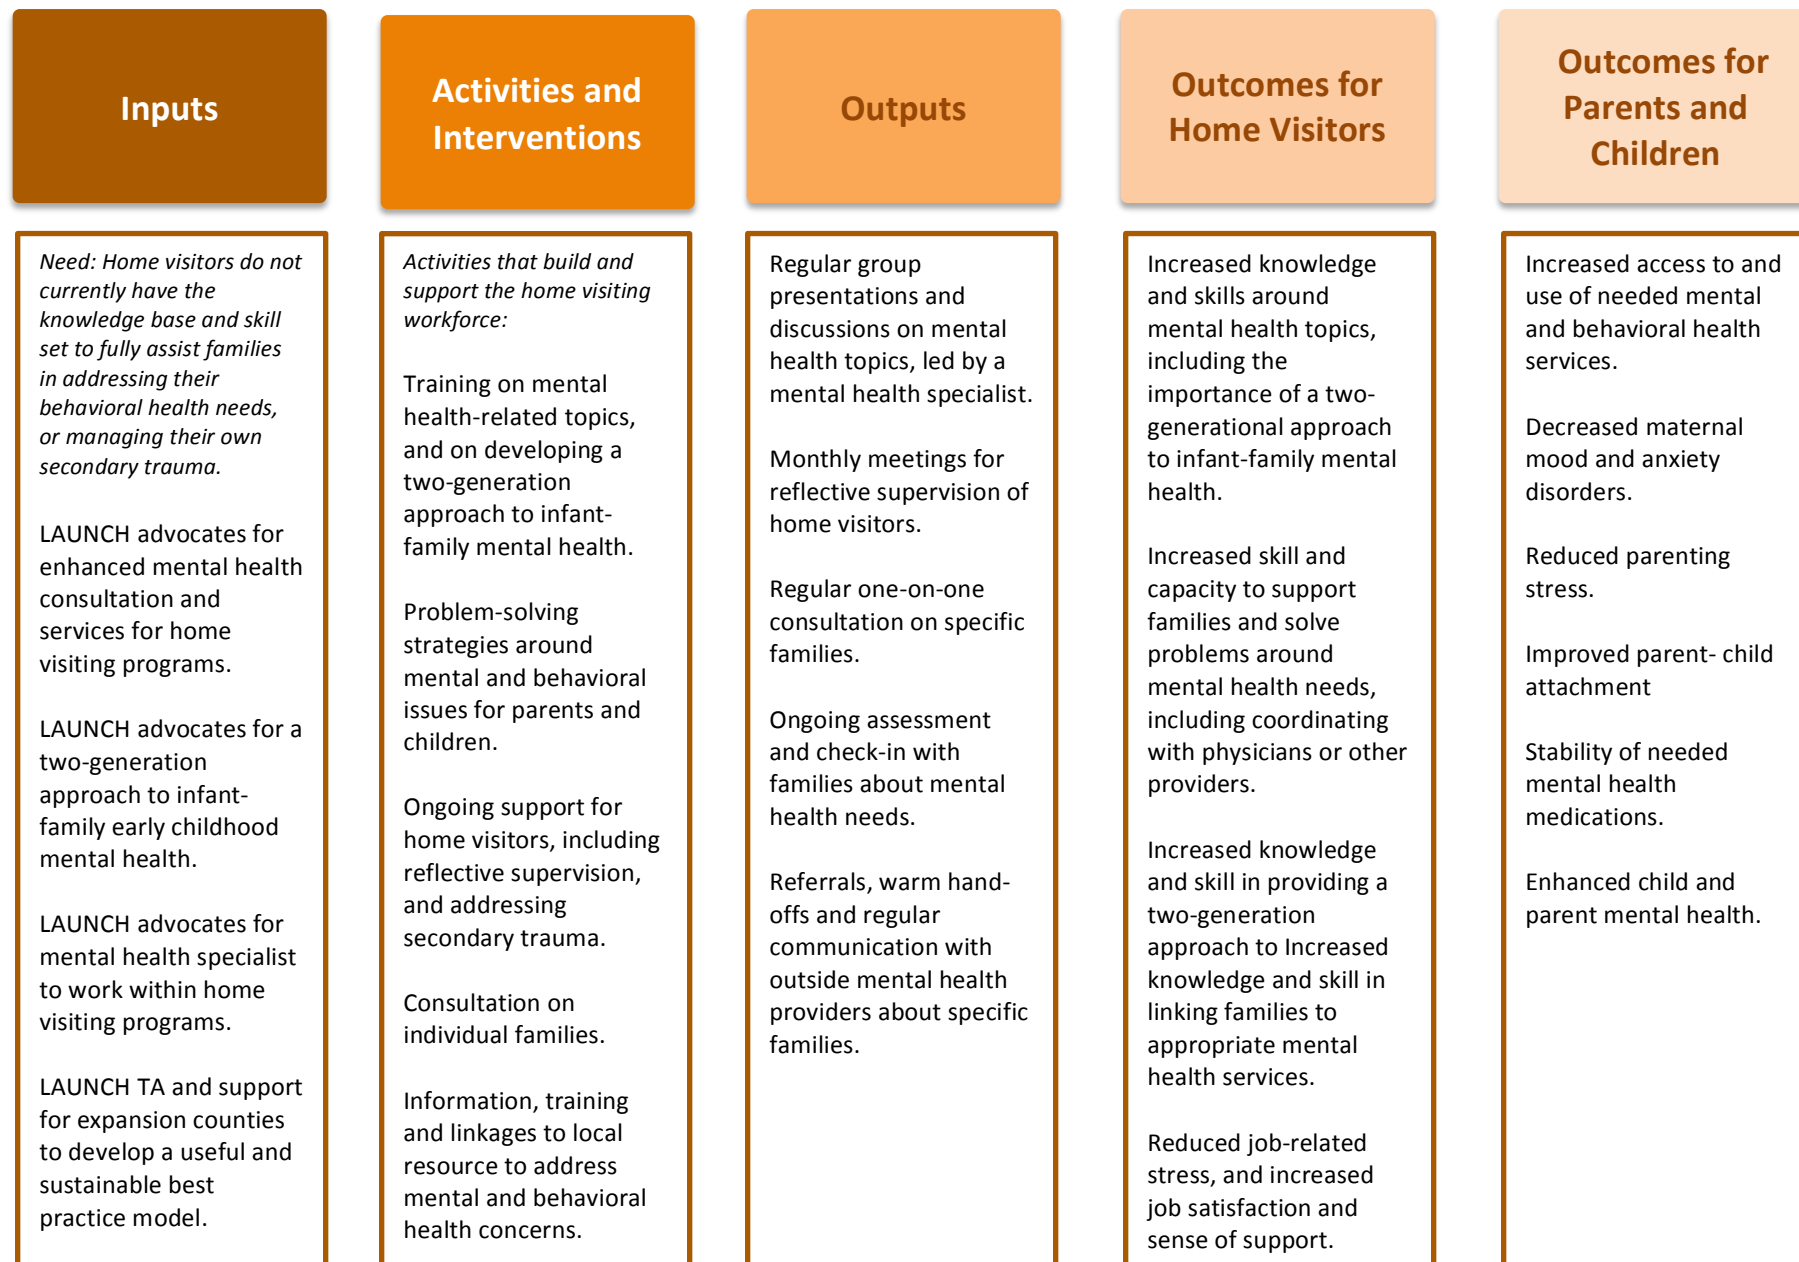 Inputs
Need: Home visitors do not
currently have the
knowledge base and skill
set to fully assist families
in addressing their
behavioral health needs,
or managing their own
secondary trauma.
LAUNCH advocates for
enhanced mental health
consultation and
services for home
visiting programs.
LAUNCH advocates for a
two-generation
approach to infant-
family early childhood
mental health.
LAUNCH advocates for
mental health specialist
to work within home
visiting programs.
LAUNCH TA and support
for expansion counties
to develop a useful and
sustainable best
practice model.
Activities and
Interventions
Activities that build and
support the home visiting
workforce:
Training on mental
health-related topics,
and on developing a
two-generation
approach to infant-
family mental health.
Problem-solving
strategies around
mental and behavioral
issues for parents and
children.
Ongoing support for
home visitors, including
reflective supervision,
and addressing
secondary trauma.
Consultation on
individual families.
Information, training
and linkages to local
resource to address
mental and behavioral
health concerns.
Outputs
Regular group
presentations and
discussions on mental
health topics, led by a
mental health specialist.
Monthly meetings for
reflective supervision of
home visitors.
Regular one-on-one
consultation on specific
families.
Ongoing assessment
and check-in with
families about mental
health needs.
Referrals, warm hand-
offs and regular
communication with
outside mental health
providers about specific
families.
Outcomes for
Home Visitors
Increased knowledge
and skills around
mental health topics,
including the
importance of a two-
generational approach
to infant-family mental
health.
Increased skill and
capacity to support
families and solve
problems around
mental health needs,
including coordinating
with physicians or other
providers.
Increased knowledge
and skill in providing a
two-generation
approach to Increased
knowledge and skill in
linking families to
appropriate mental
health services.
Reduced job-related
stress, and increased
job satisfaction and
sense of support.
Outcomes for
Parents and
Children
Increased access to and
use of needed mental
and behavioral health
services.
Decreased maternal
mood and anxiety
disorders.
Reduced parenting
stress.
Improved parent- child
attachment
Stability of needed
mental health
medications.
Enhanced child and
parent mental health.